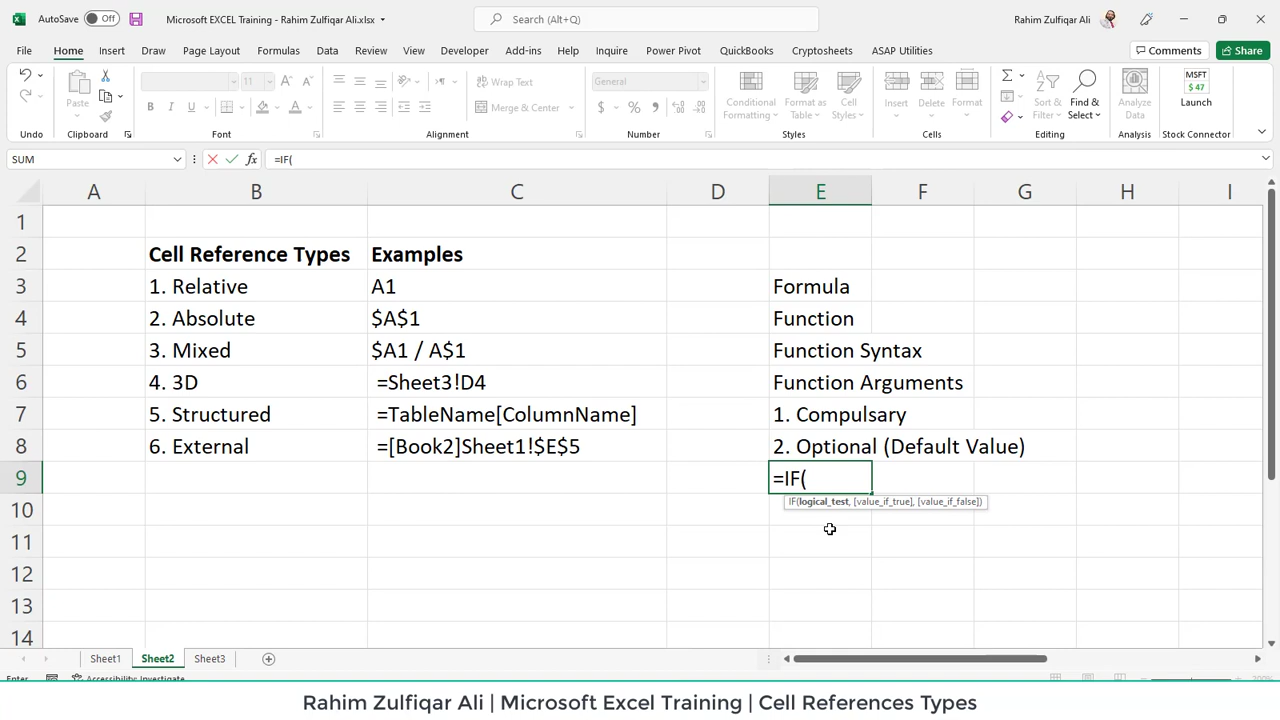 AutoSave Off Microsoft EXCEL Training - Rahim Zulfiqar Ali.xlsx Search (Alt+Q) Rahim Zulfiqar Ali
File Home Insert Draw Page Layout Formulas Data Review View Developer Add-ins Help Inquire Power Pivot QuickBooks Cryptosheets ASAP Utilities Comments Share
Paste
11
Wrap Text
General
Conditional Formatting
Format as Table
Cell Styles
Insert
Delete
Format
Sort & Filter
Find & Select
Analyze Data
MSFT $ 47
Launch
B I U
Merge & Center
Undo Clipboard Font Alignment Number Styles Cells Editing Analysis Stock Connector
SUM fx =IF(
A B C D E F G H I
1
2 Cell Reference Types Examples
3 1. Relative A1 Formula
4 2. Absolute $A$1 Function
5 3. Mixed $A1 / A$1 Function Syntax
6 4. 3D =Sheet3!D4 Function Arguments
7 5. Structured =TableName[ColumnName] 1. Compulsary
8 6. External =[Book2]Sheet1!$E$5 2. Optional (Default Value)
9 =IF(
IF(logical_test, [value_if_true], [value_if_false])
10
11
12
13
14
Sheet1 Sheet2 Sheet3
Enter Accessibility: Investigate
Rahim Zulfiqar Ali | Microsoft Excel Training | Cell References Types